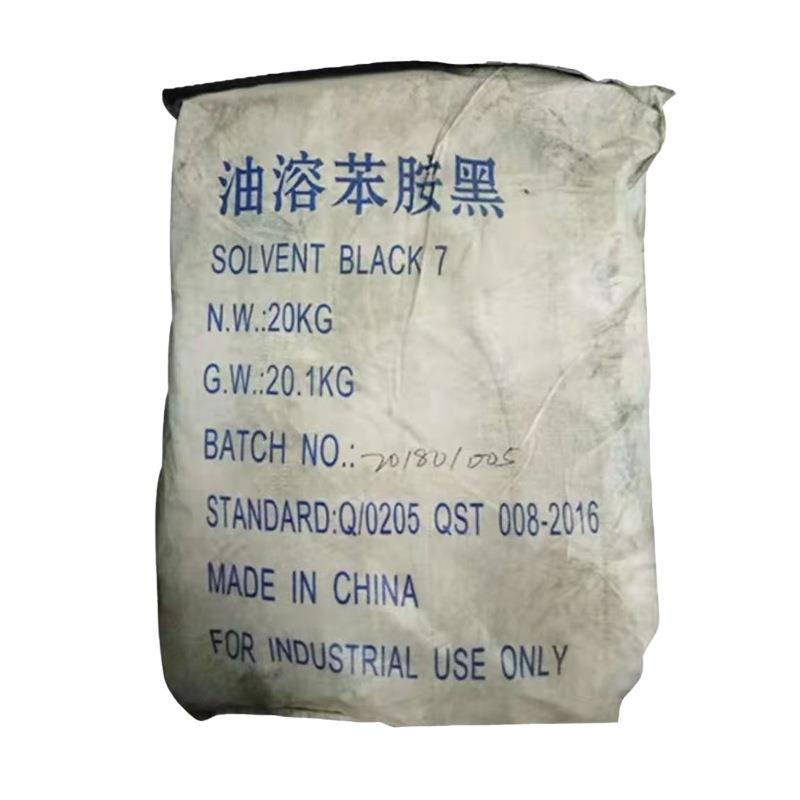 油溶苯胺黑
SOLVENT BLACK 7
N.W.:20KG
G.W.:20.1KG
BATCH NO.: 201801005
STANDARD:Q/0205 QST 008-2016
MADE IN CHINA
FOR INDUSTRIAL USE ONLY